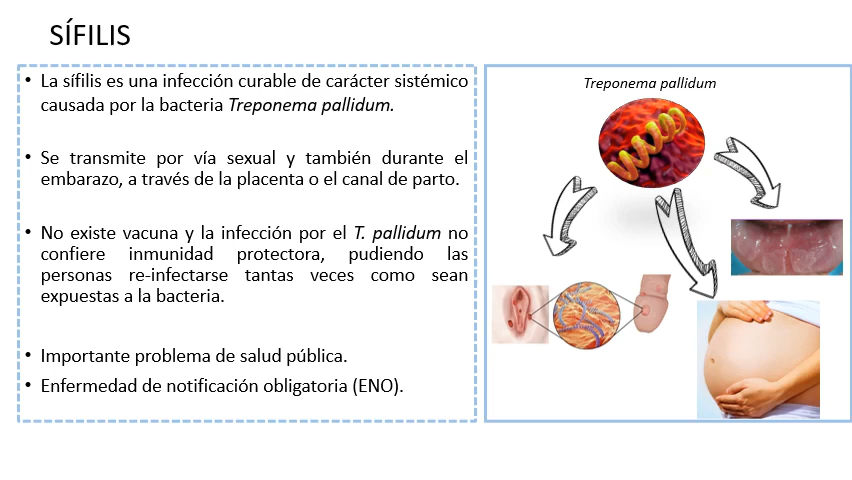 SÍFILIS
• La sífilis es una infección curable de carácter sistémico
causada por la bacteria Treponema pallidum.
• Se transmite por vía sexual y también durante el
embarazo, a través de la placenta o el canal de parto.
• No existe vacuna y la infección por el T. pallidum no
confiere inmunidad protectora, pudiendo las
personas re-infectarse tantas veces como sean
expuestas a la bacteria.
• Importante problema de salud pública.
• Enfermedad de notificación obligatoria (ENO).
Treponema pallidum